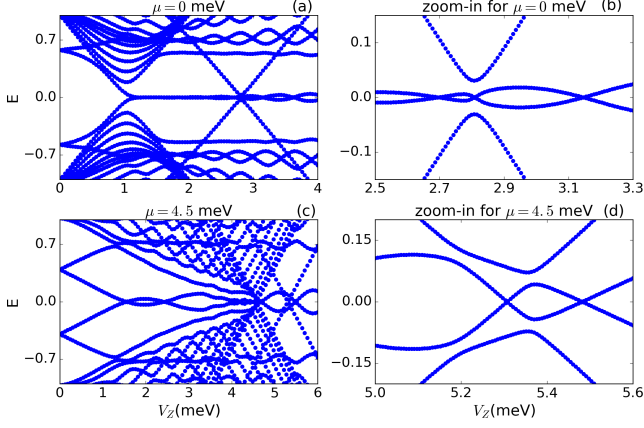 μ = 0 meV (a)
zoom-in for μ = 0 meV (b)
0.7
0.0
−0.7
E
0 1 2 3 4
0.1
0.0
−0.1
2.5 2.7 2.9 3.1 3.3
μ = 4.5 meV (c)
zoom-in for μ = 4.5 meV (d)
0.7
0.0
−0.7
E
0 1 2 3 4 5 6
V_Z(meV)
0.15
0.00
−0.15
5.0 5.2 5.4 5.6
V_Z(meV)